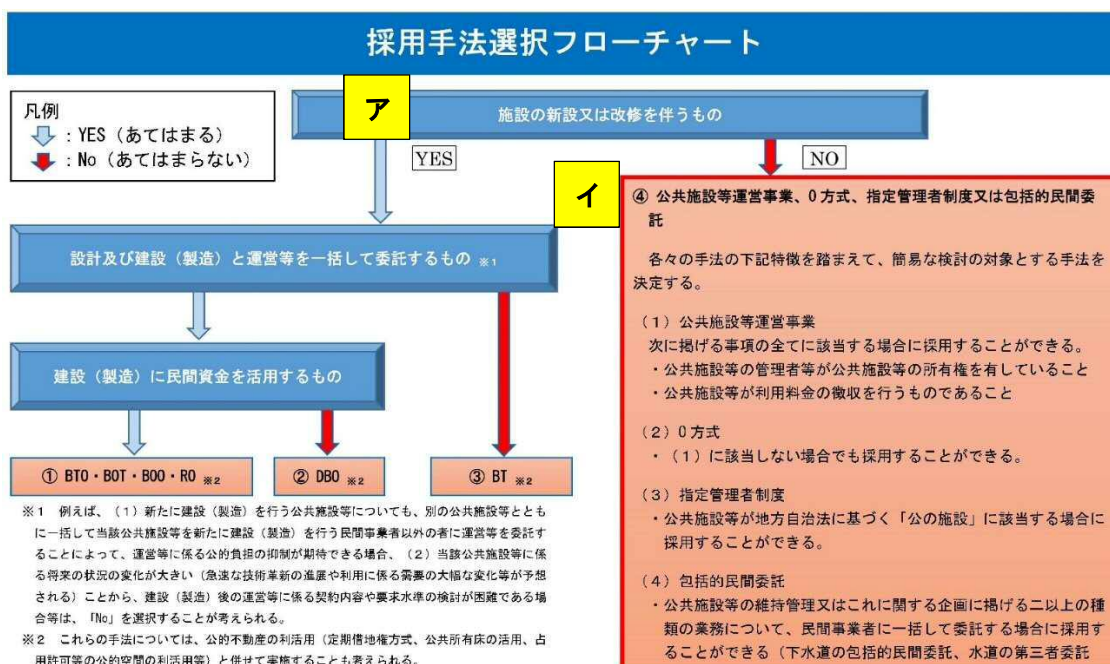 採用手法選択フローチャート
凡例
：YES（あてはまる）
：No（あてはまらない）
ア
施設の新設又は改修を伴うもの
YES
NO
イ
設計及び建設（製造）と運営等を一括して委託するもの ※1
建設（製造）に民間資金を活用するもの
① BTO・BOT・BOO・RO ※2
② DBO ※2
③ BT ※2
※1　例えば、（1）新たに建設（製造）を行う公共施設等についても、別の公共施設等ととも
に一括して当該公共施設等を新たに建設（製造）を行う民間事業者以外の者に運営等を委託す
ることによって、運営等に係る公的負担の抑制が期待できる場合、（2）当該公共施設等に係
る将来の状況の変化が大きい（急速な技術革新の進展や利用に係る需要の大幅な変化等が予想
される）ことから、建設（製造）後の運営等に係る契約内容や要求水準の検討が困難である場
合等は、「No」を選択することが考えられる。
※2　これらの手法については、公的不動産の利活用（定期借地権方式、公共所有床の活用、占
用許可等の公的空間の利活用等）と併せて実施することも考えられる。
④ 公共施設等運営事業、O方式、指定管理者制度又は包括的民間委
託
各々の手法の下記特徴を踏まえて、簡易な検討の対象とする手法を
決定する。
（1）公共施設等運営事業
次に掲げる事項の全てに該当する場合に採用することができる。
・公共施設等の管理者等が公共施設等の所有権を有していること
・公共施設等が利用料金の徴収を行うものであること
（2）O方式
・（1）に該当しない場合でも採用することができる。
（3）指定管理者制度
・公共施設等が地方自治法に基づく「公の施設」に該当する場合に
採用することができる。
（4）包括的民間委託
・公共施設等の維持管理又はこれに関する企画に掲げる二以上の種
類の業務について、民間事業者に一括して委託する場合に採用す
ることができる（下水道の包括的民間委託、水道の第三者委託